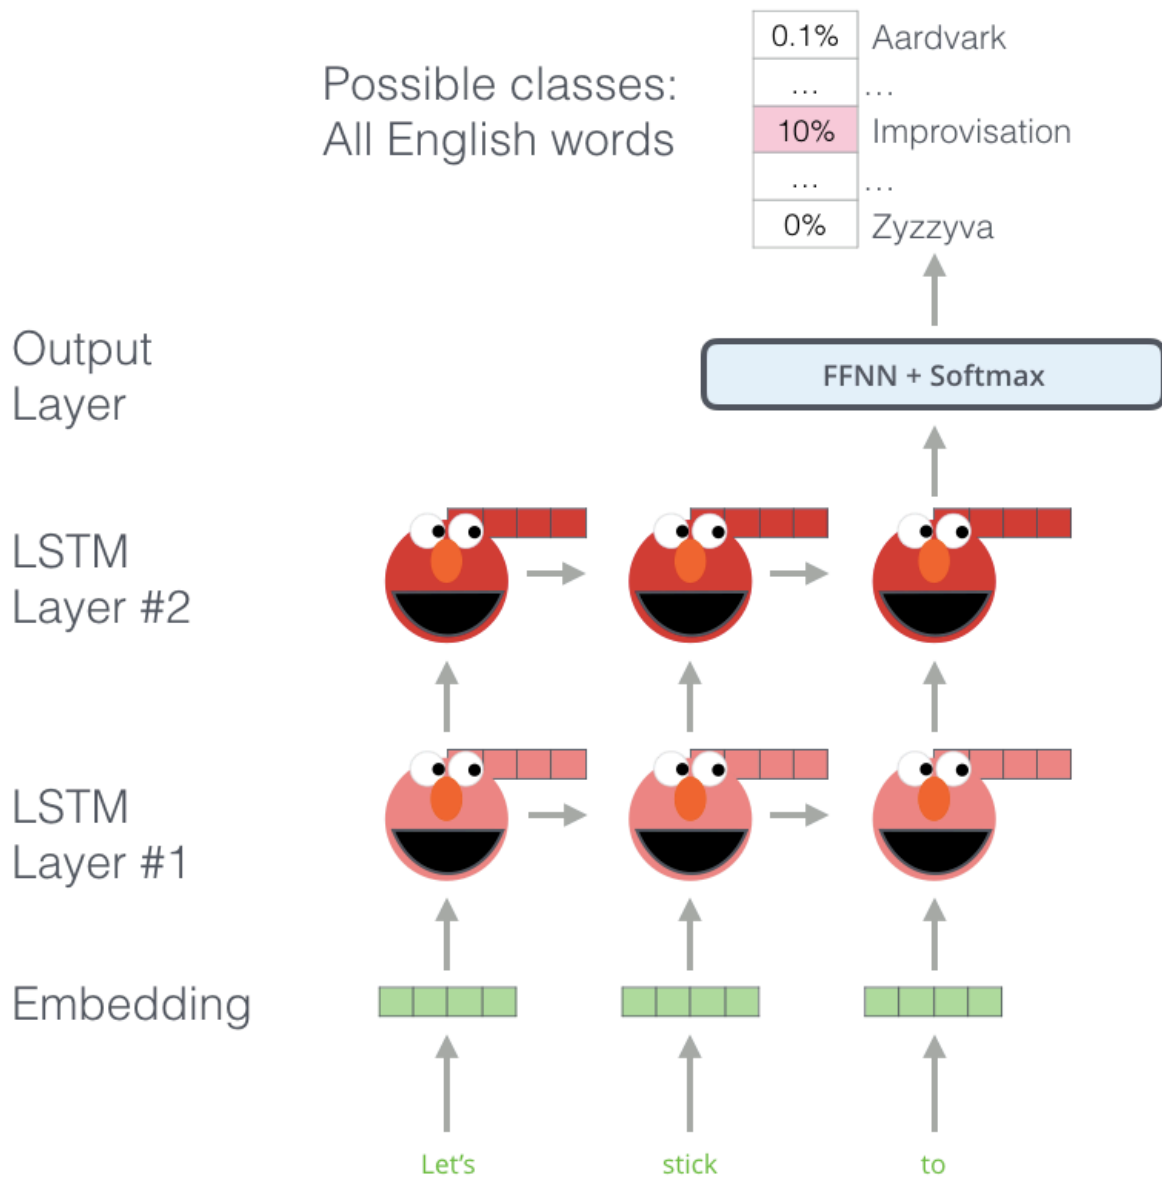 0.1% Aardvark
Possible classes:
... ...
All English words
10% Improvisation
... ...
0% Zyzzyva
Output
Layer
FFNN + Softmax
LSTM
Layer #2
LSTM
Layer #1
Embedding
Let's stick to